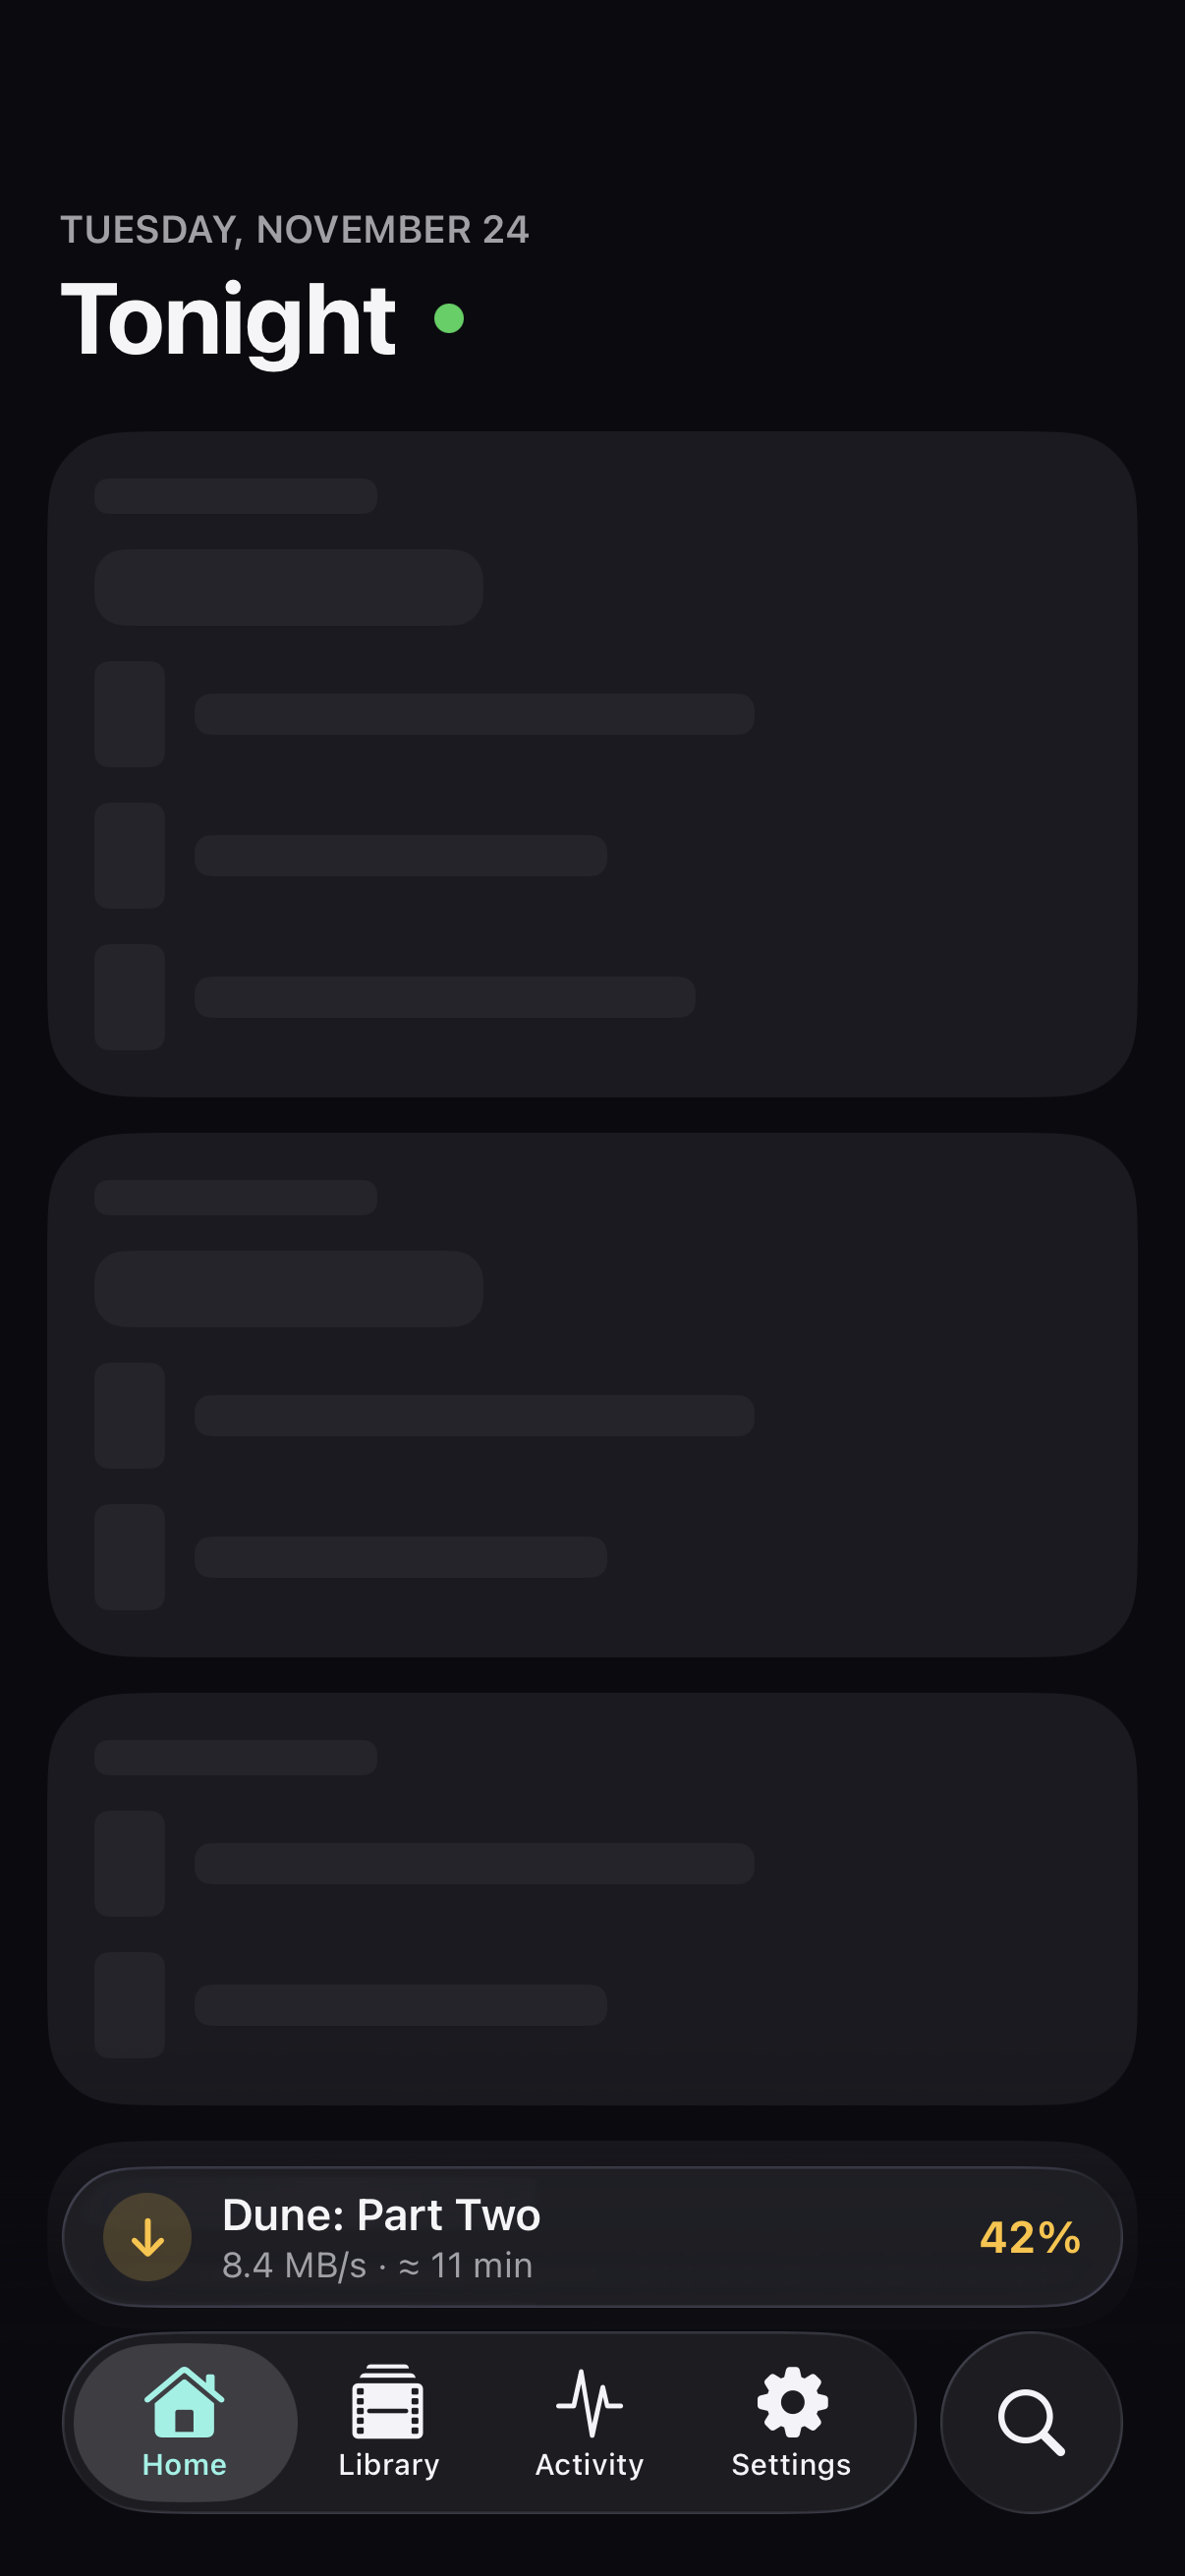 TUESDAY, NOVEMBER 24
Tonight
Dune: Part Two
8.4 MB/s · ≈ 11 min
42%
Home
Library
Activity
Settings